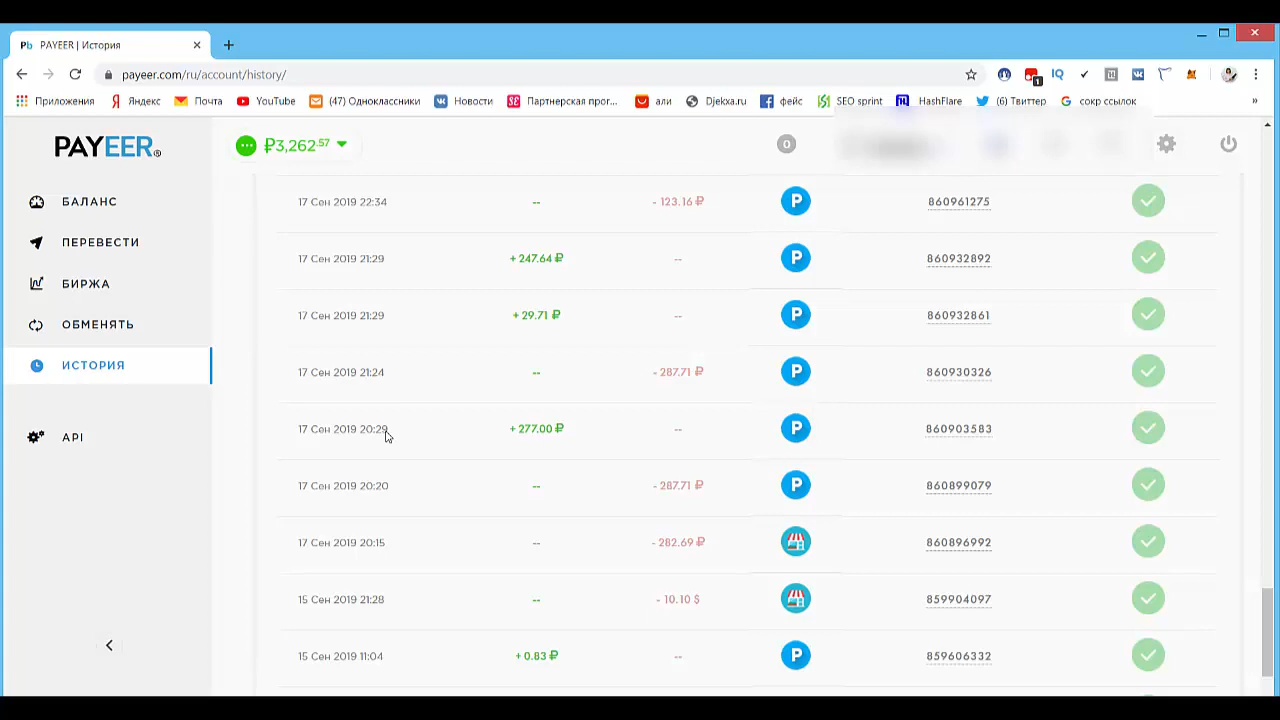 Pb PAYEER | История
payeer.com/ru/account/history/
1 IQ
Приложения Яндекс Почта YouTube (47) Одноклассники Новости Партнерская прог... али Djekxa.ru фейс SEO sprint HashFlare (6) Твиттер сокр ссылок »
PAYEER® ₽3,262.57 0
БАЛАНС
ПЕРЕВЕСТИ
БИРЖА
ОБМЕНЯТЬ
ИСТОРИЯ
API
17 Сен 2019 22:34 -- - 123.16 ₽ P 860961275
17 Сен 2019 21:29 + 247.64 ₽ -- P 860932892
17 Сен 2019 21:29 + 29.71 ₽ -- P 860932861
17 Сен 2019 21:24 -- - 287.71 ₽ P 860930326
17 Сен 2019 20:29 + 277.00 ₽ -- P 860903583
17 Сен 2019 20:20 -- - 287.71 ₽ P 860899079
17 Сен 2019 20:15 -- - 282.69 ₽ 860896992
15 Сен 2019 21:28 -- - 10.10 $ 859904097
15 Сен 2019 11:04 + 0.83 ₽ -- P 859606332